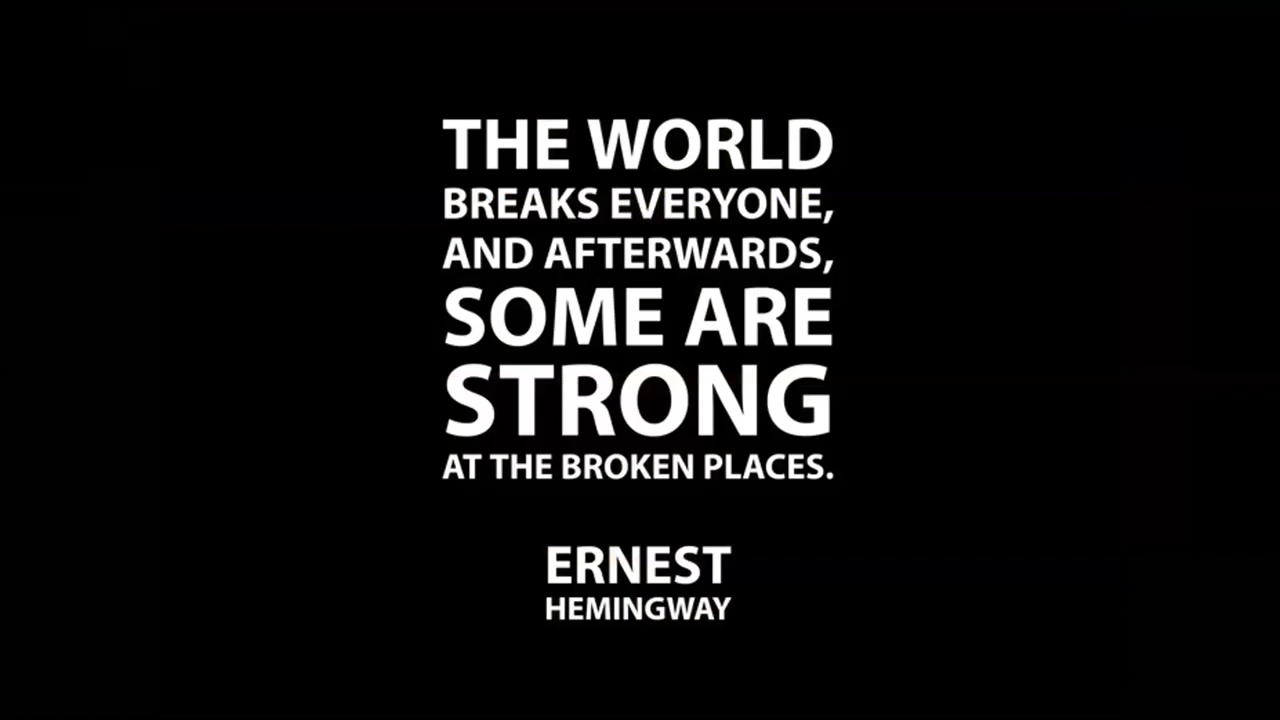 THE WORLD
BREAKS EVERYONE,
AND AFTERWARDS,
SOME ARE
STRONG
AT THE BROKEN PLACES.
ERNEST
HEMINGWAY